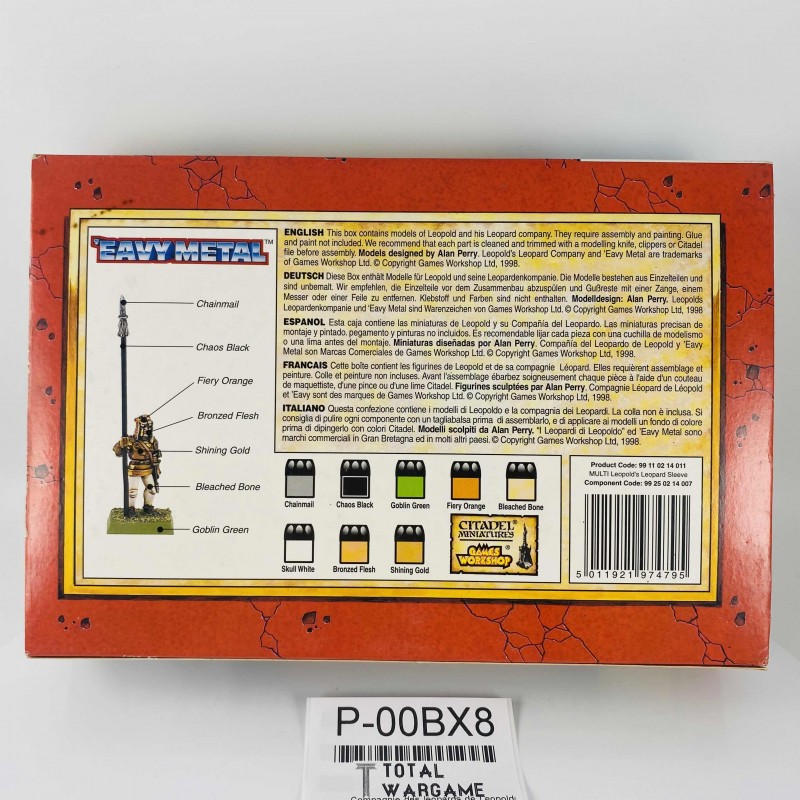 'EAVY METAL™
Chainmail
Chaos Black
Fiery Orange
Bronzed Flesh
Shining Gold
Bleached Bone
Goblin Green
ENGLISH This box contains models of Leopold and his Leopard company. They require assembly and painting. Glue
and paint not included. We recommend that each part is cleaned and trimmed with a modelling knife, clippers or Citadel
file before assembly. Models designed by Alan Perry. Leopold's Leopard Company and 'Eavy Metal are trademarks
of Games Workshop Ltd. © Copyright Games Workshop Ltd, 1998.
DEUTSCH Diese Box enthält Modelle für Leopold und seine Leopardenkompanie. Die Modelle bestehen aus Einzelteilen und
sind unbemalt. Wir empfehlen, die Einzelteile vor dem Zusammenbau abzuspülen und Gußreste mit einer Zange, einem
Messer oder einer Feile zu entfernen. Klebstoff und Farben sind nicht enthalten. Modelldesign: Alan Perry. Leopolds
Leopardenkompanie und 'Eavy Metal sind Warenzeichen von Games Workshop Ltd © Copyright Games Workshop Ltd, 1998.
ESPANOL Esta caja contiene las miniaturas de Leopold y su Compañía del Leopardo. Las miniaturas precisan de
montaje y pintado. pegamento y pinturas no incluidos. Es recomendable lijar cada pieza con una cuchilla de modelismo
o una lima antes del montaje. Miniaturas diseñadas por Alan Perry. Compañía del Leopardo de Leopold y 'Eavy
Metal son Marcas Comerciales de Games Workshop Ltd. © Copyright Games Workshop Ltd, 1998.
FRANCAIS Cette boîte contient les figurines de Leopold et de sa compagnie Léopard. Elles requièrent assemblage et
peinture. Colle et peinture non incluses. Avant l'assemblage ébarbez soigneusement chaque pièce à l'aide d'un couteau
de maquettiste, d'une pince ou d'une lime Citadel. Figurines sculptées par Alan Perry. Compagnie Léopard de Léopold
et 'Eavy sont des marques de Games Workshop Ltd. © Copyright Games Workshop Ltd, 1998.
ITALIANO Questa confezione contiene i modelli di Leopoldo e la compagnia dei Leopardi. La colla non è inclusa. Si
consiglia di pulire ogni componente con un tagliabalsa prima di assemblarlo, e di applicare ai modelli un fondo di colore
prima di dipingerlo con colori Citadel. Modelli scolpiti da Alan Perry. "I Leopardi di Leopoldo" ed 'Eavy Metal sono
marchi commerciali in Gran Bretagna ed in molti altri paesi. © Copyright Games Workshop Ltd, 1998.
Chainmail Chaos Black Goblin Green Fiery Orange Bleached Bone
Skull White Bronzed Flesh Shining Gold
CITADEL®
MINIATURES
GAMES
WORKSHOP®
Product Code: 99 11 02 14 011
MULTI Leopold's Leopard Sleeve
Component Code: 99 25 02 14 007
5 011921 974795
P-00BX8
TOTAL
WARGAME
Compagnie des leopards de Leopold